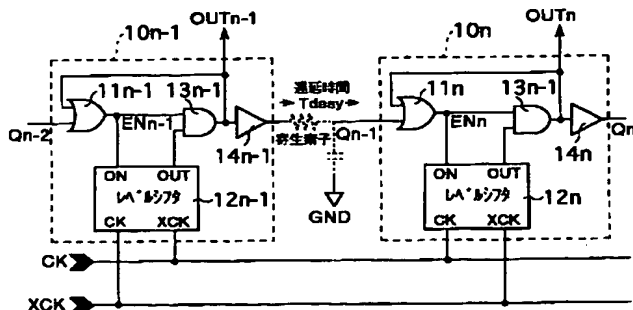 OUTn-1
OUTn
10n-1
10n
11n-1
13n-1
遅延時間
Tdasy
11n
13n-1
Qn-2
ENn-1
寄生素子
Qn-1
ENn
Qn
14n-1
14n
ON
OUT
ON
OUT
レベルシフタ
12n-1
GND
レベルシフタ
12n
CK
XCK
CK
XCK
CK
XCK